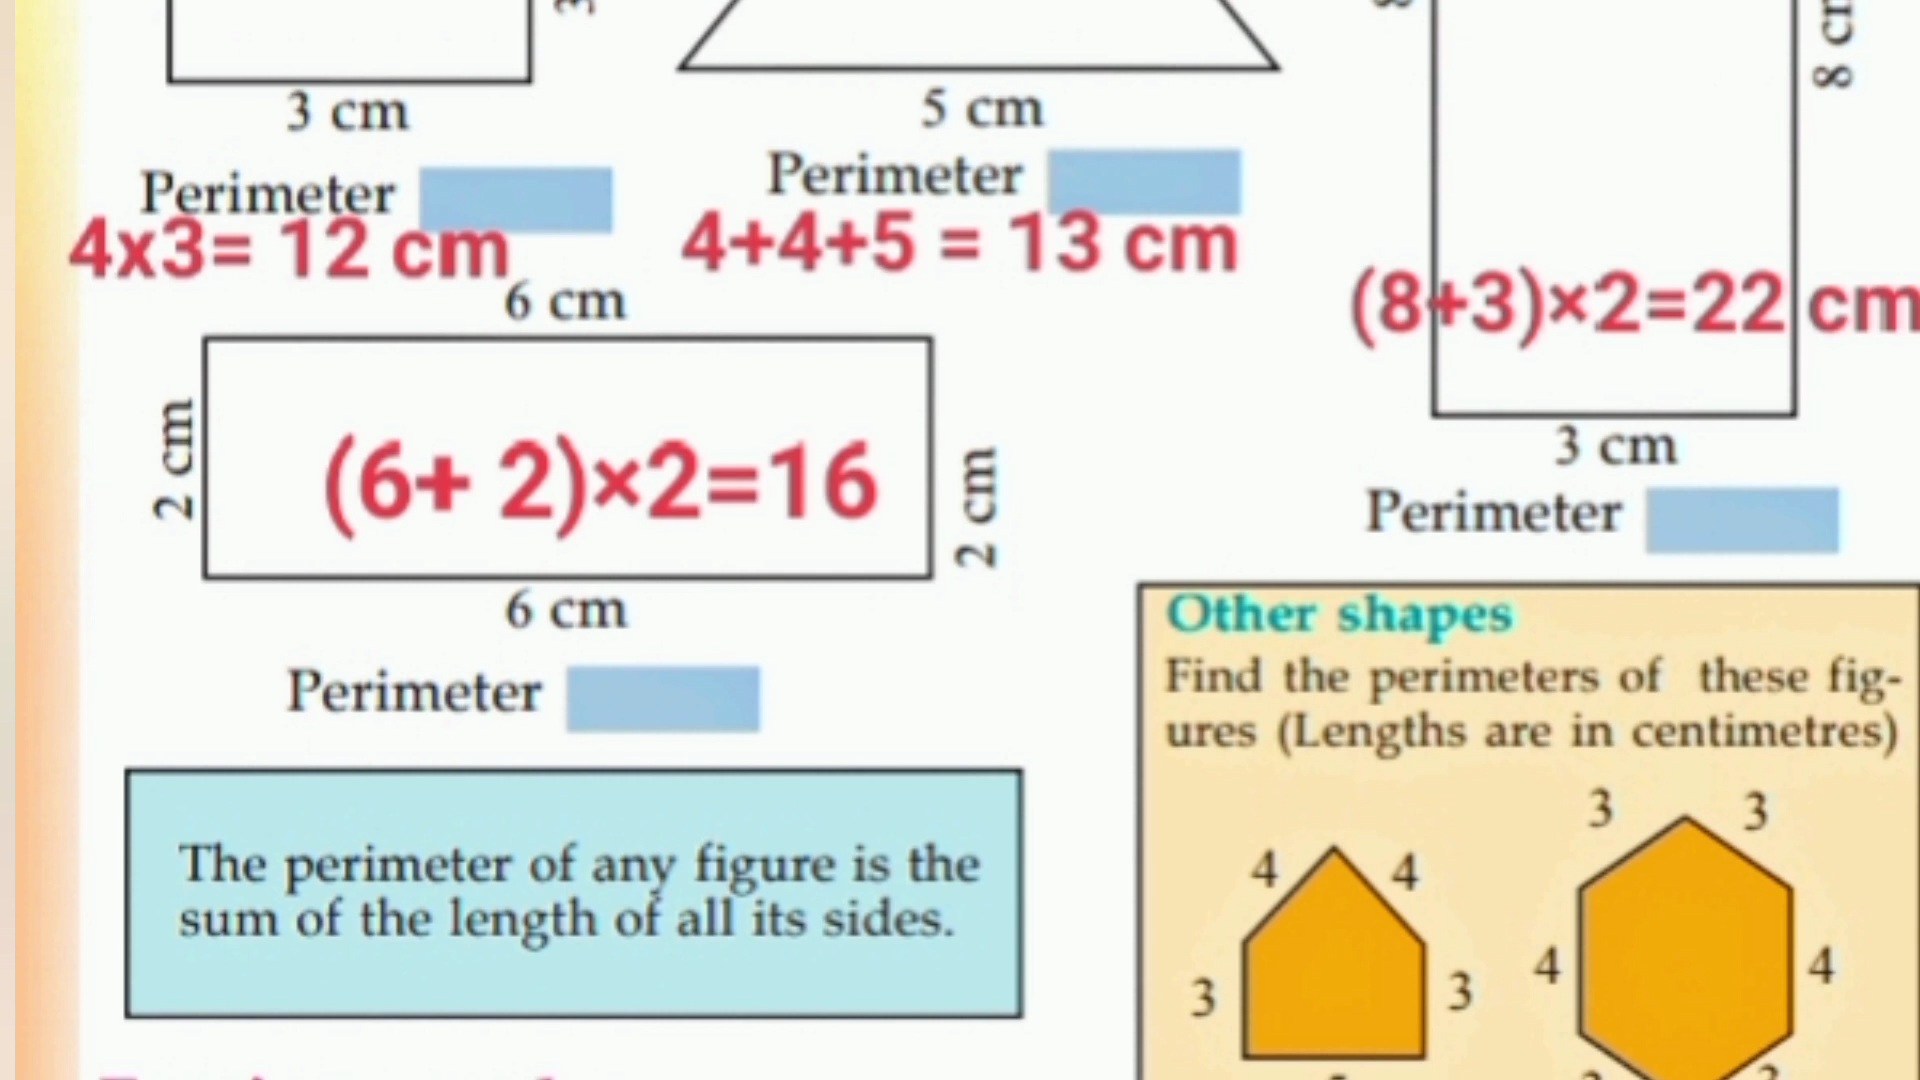 3 cm
5 cm
8 cm
Perimeter
Perimeter
4x3= 12 cm
4+4+5 = 13 cm
(8+3)×2=22 cm
6 cm
2 cm
(6+ 2)×2=16
2 cm
6 cm
3 cm
Perimeter
Perimeter
Other shapes
Find the perimeters of these fig-
ures (Lengths are in centimetres)
The perimeter of any figure is the
sum of the length of all its sides.
4 4
3 3
3 3
4 4